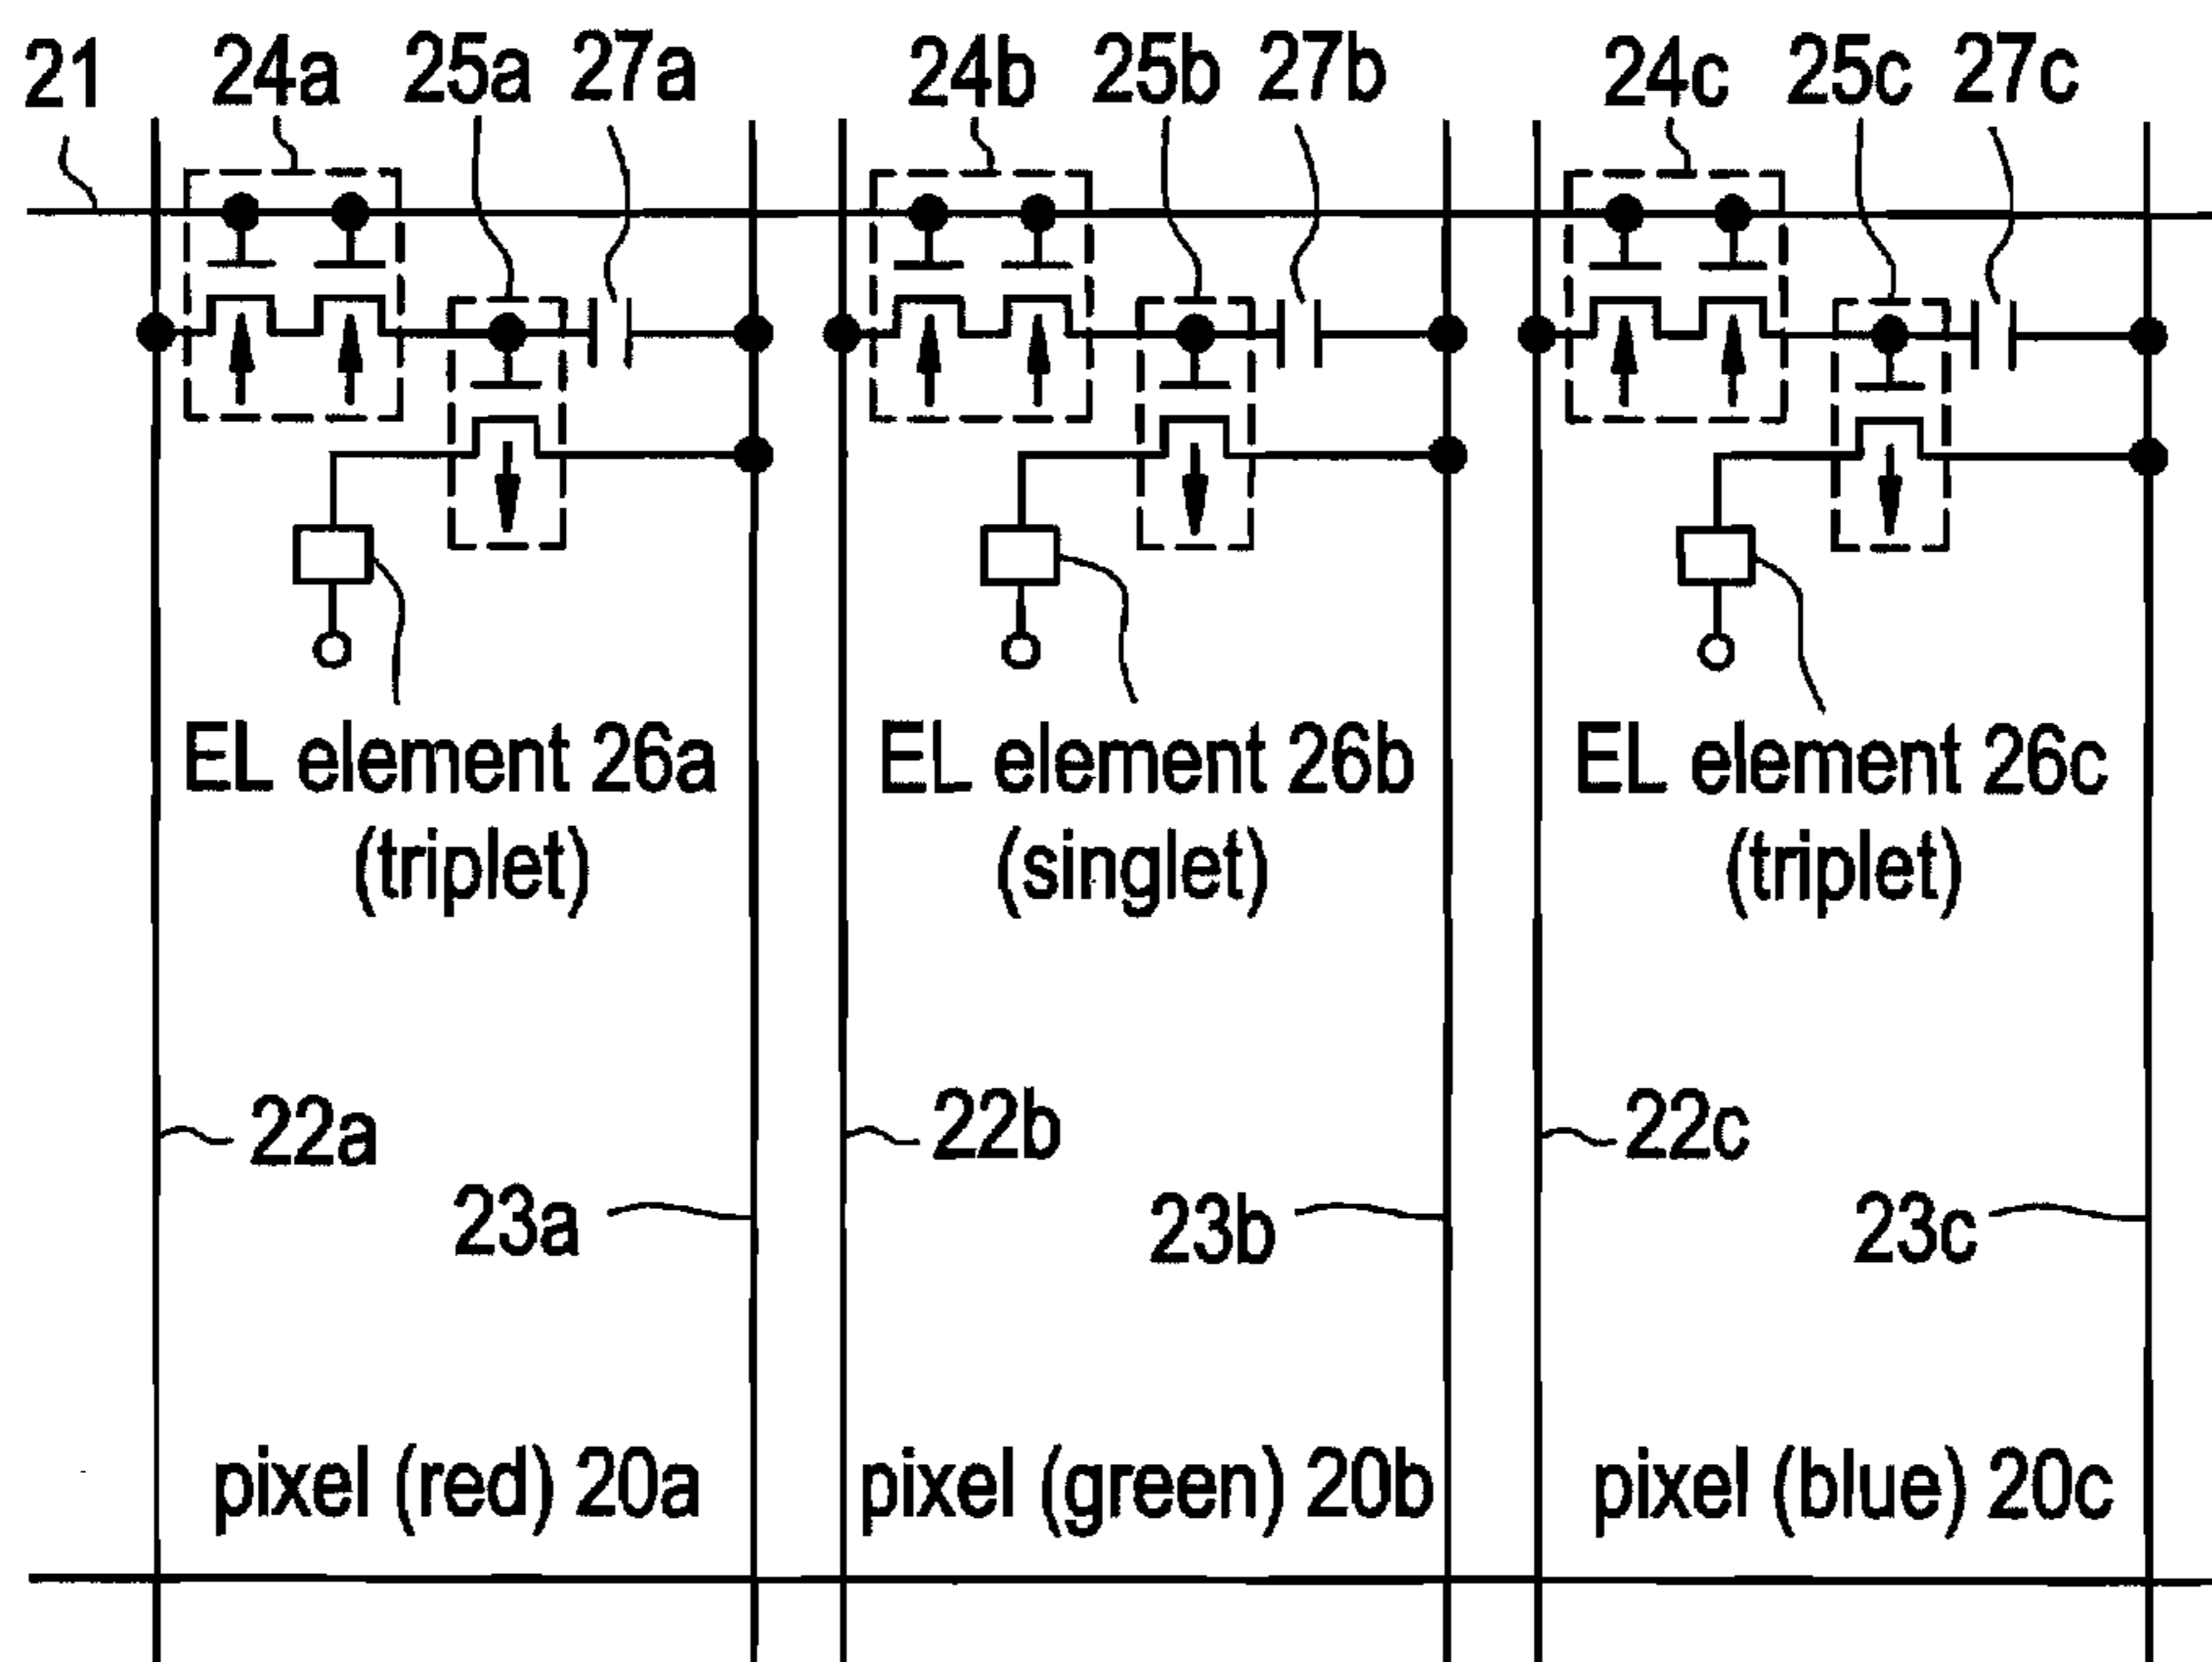 21 24a 25a 27a 24b 25b 27b 24c 25c 27c
EL element 26a EL element 26b EL element 26c
(triplet) (singlet) (triplet)
22a 22b 22c
23a 23b 23c
pixel (red) 20a pixel (green) 20b pixel (blue) 20c